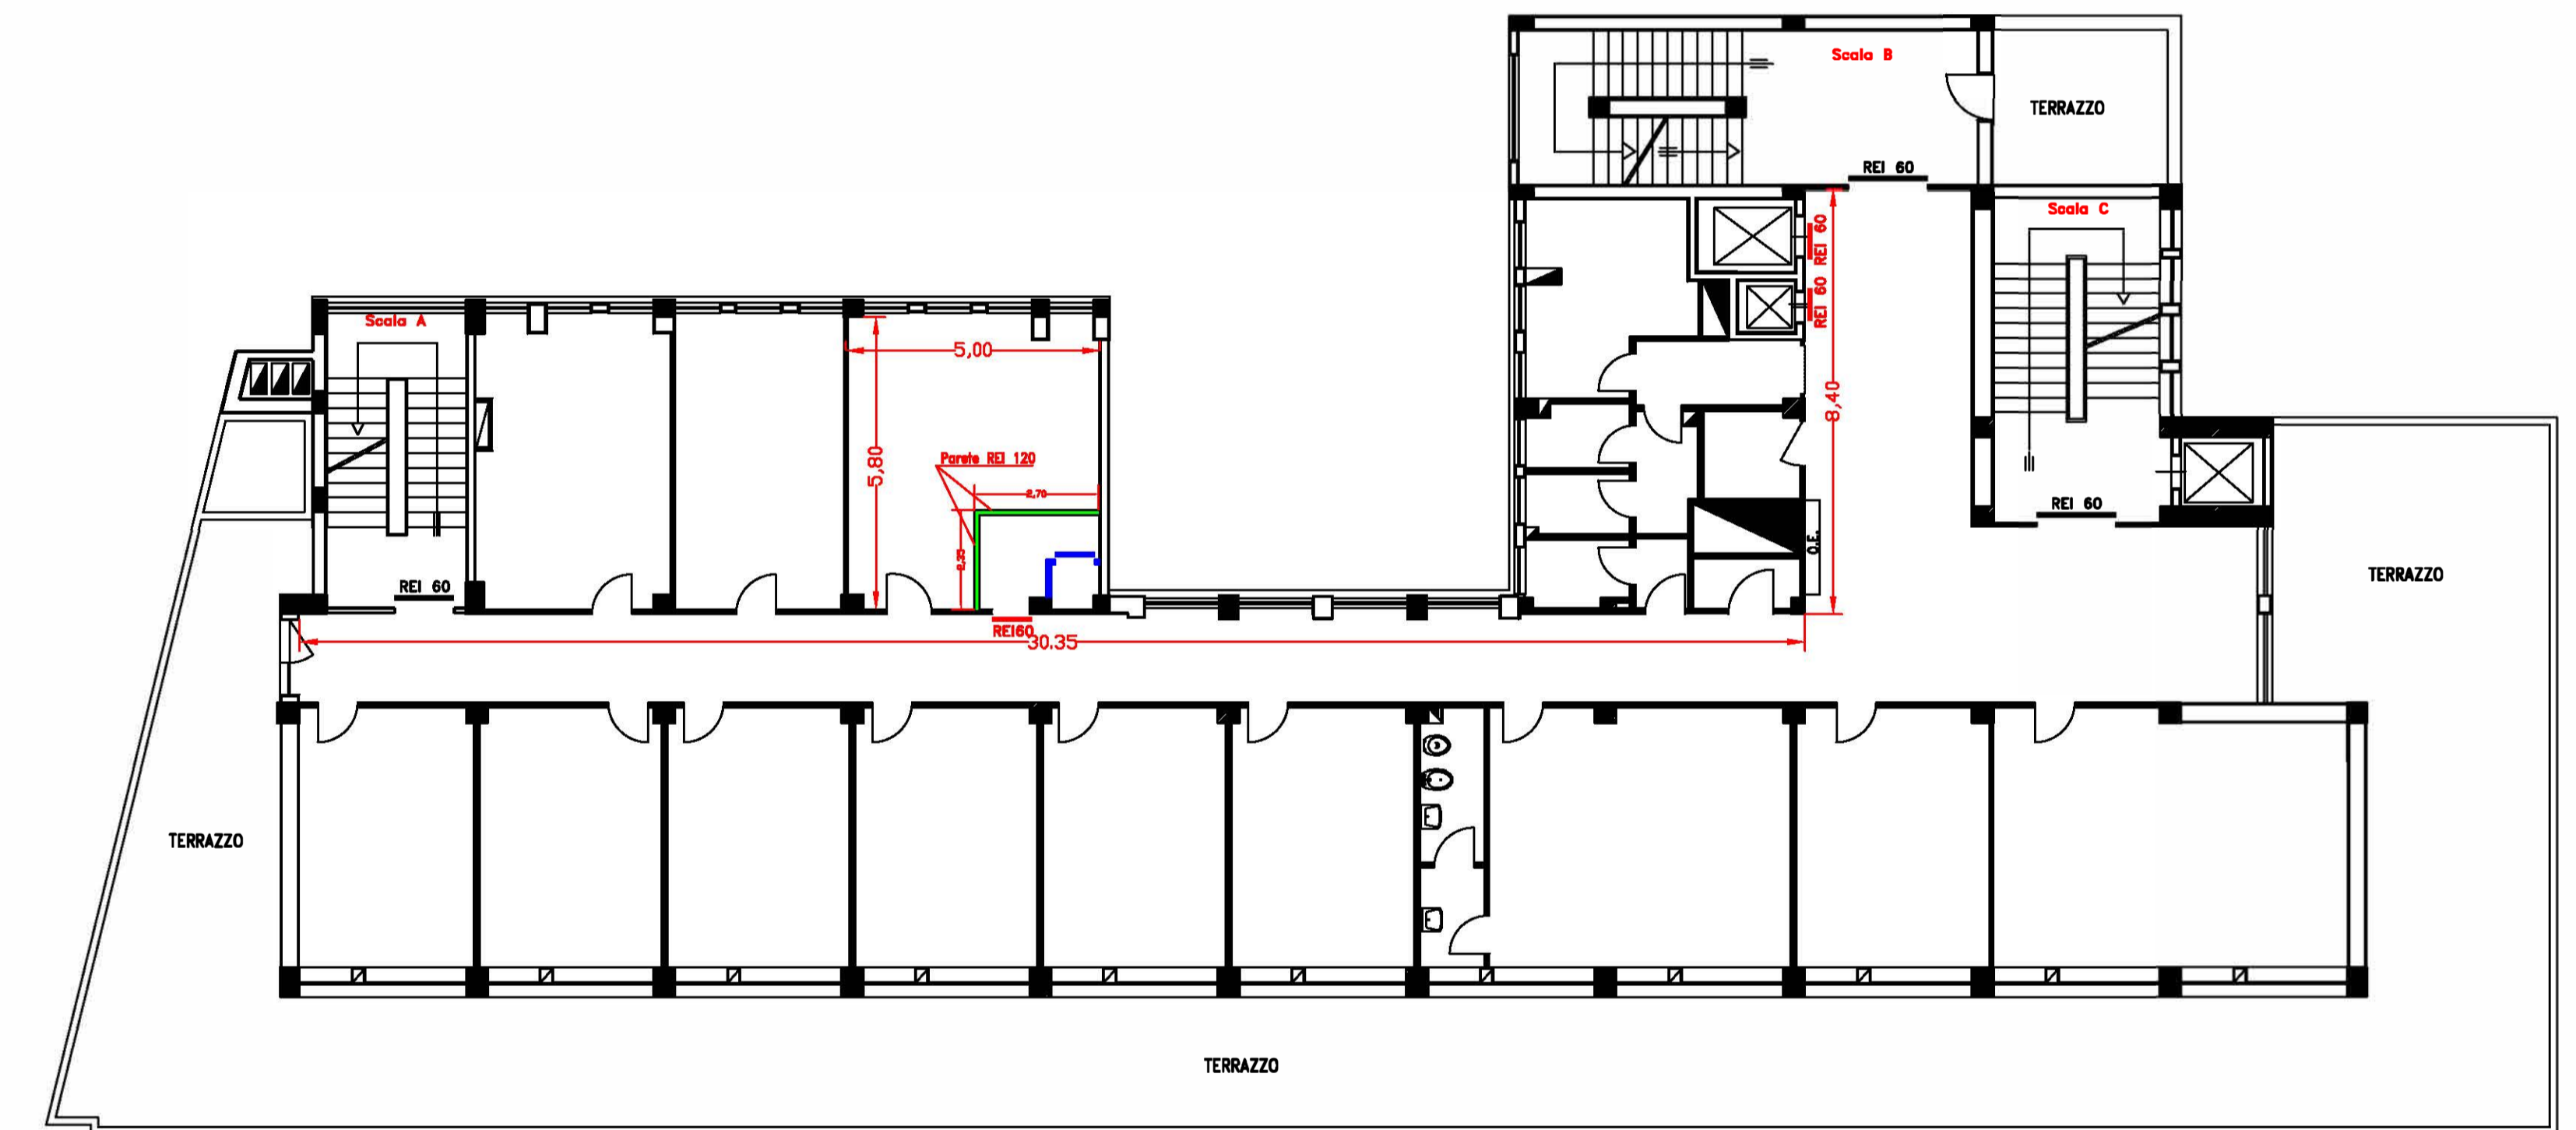 Scala B
TERRAZZO
REI 60
Scala C
REI 60
REI 60
Scala A
5,00
8,40
5,80
Parete REI 120
2,70
REI 60
Q.E.
2,35
REI 60
TERRAZZO
REI60
30.35
TERRAZZO
TERRAZZO